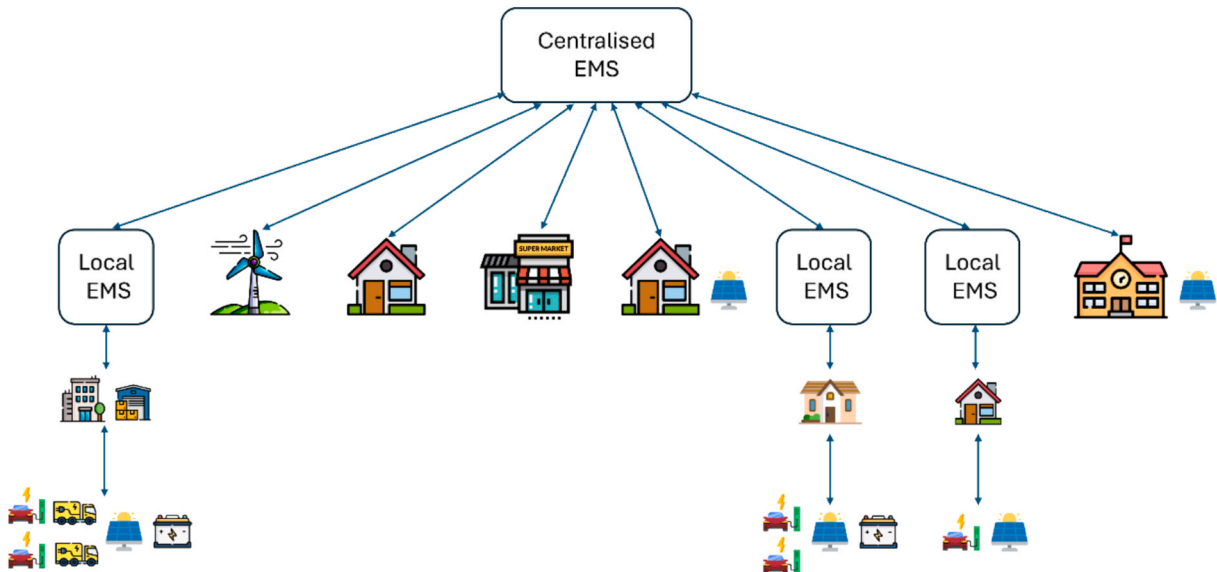 Centralised
EMS
Local
EMS
SUPER MARKET
Local
EMS
Local
EMS